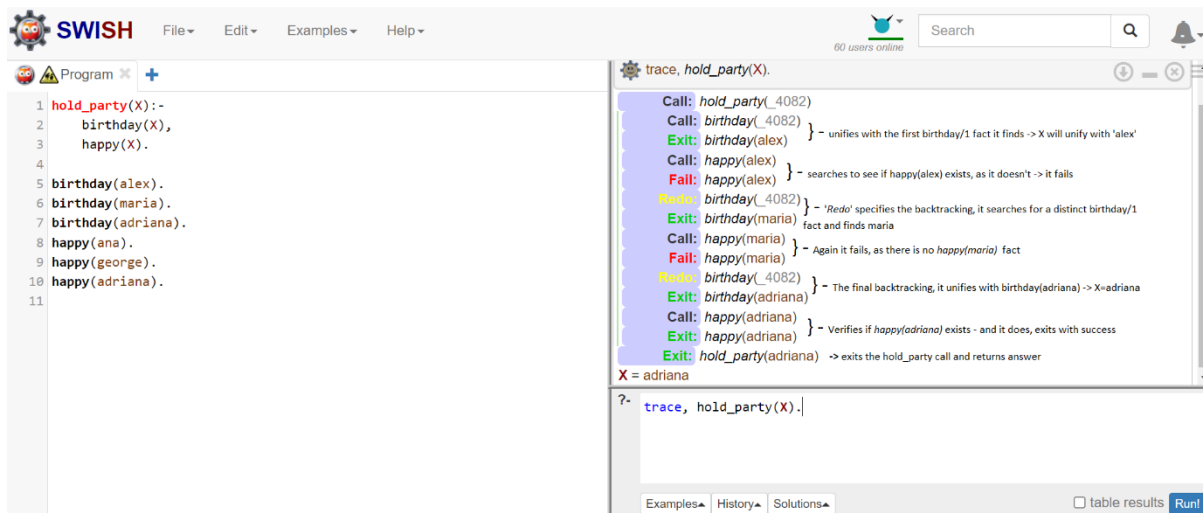 SWISH File Edit Examples Help 60 users online Search
Program
trace, hold_party(X).
1 hold_party(X):-
2     birthday(X),
3     happy(X).
4
5 birthday(alex).
6 birthday(maria).
7 birthday(adriana).
8 happy(ana).
9 happy(george).
10 happy(adriana).
11
Call: hold_party(_4082)
Call: birthday(_4082)
Exit: birthday(alex)
} - unifies with the first birthday/1 fact it finds -> X will unify with 'alex'
Call: happy(alex)
Fail: happy(alex)
} - searches to see if happy(alex) exists, as it doesn't -> it fails
Redo: birthday(_4082)
Exit: birthday(maria)
} - 'Redo' specifies the backtracking, it searches for a distinct birthday/1
fact and finds maria
Call: happy(maria)
Fail: happy(maria)
} - Again it fails, as there is no happy(maria) fact
Redo: birthday(_4082)
Exit: birthday(adriana)
} - The final backtracking, it unifies with birthday(adriana) -> X=adriana
Call: happy(adriana)
Exit: happy(adriana)
} - Verifies if happy(adriana) exists - and it does, exits with success
Exit: hold_party(adriana) -> exits the hold_party call and returns answer
X = adriana
?- trace, hold_party(X).
Examples History Solutions table results Run!